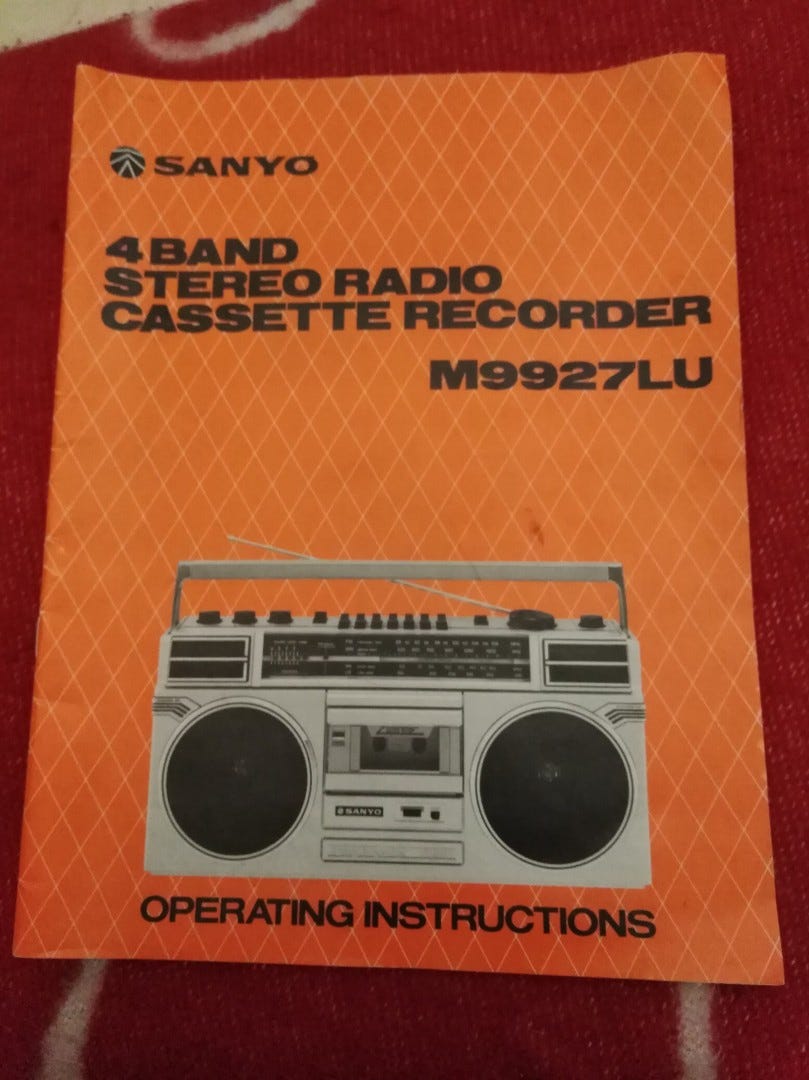 SANYO
4 BAND
STEREO RADIO
CASSETTE RECORDER
M9927LU
SANYO
OPERATING INSTRUCTIONS